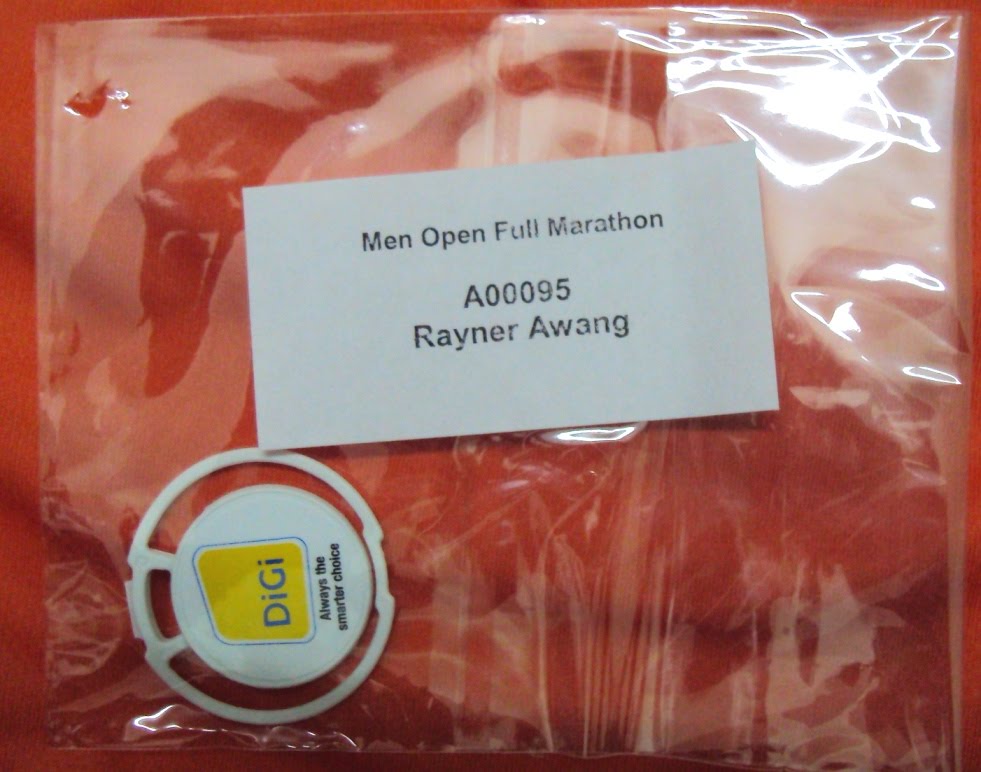 Men Open Full Marathon
A00095
Rayner Awang
DiGi
Always the
smarter choice